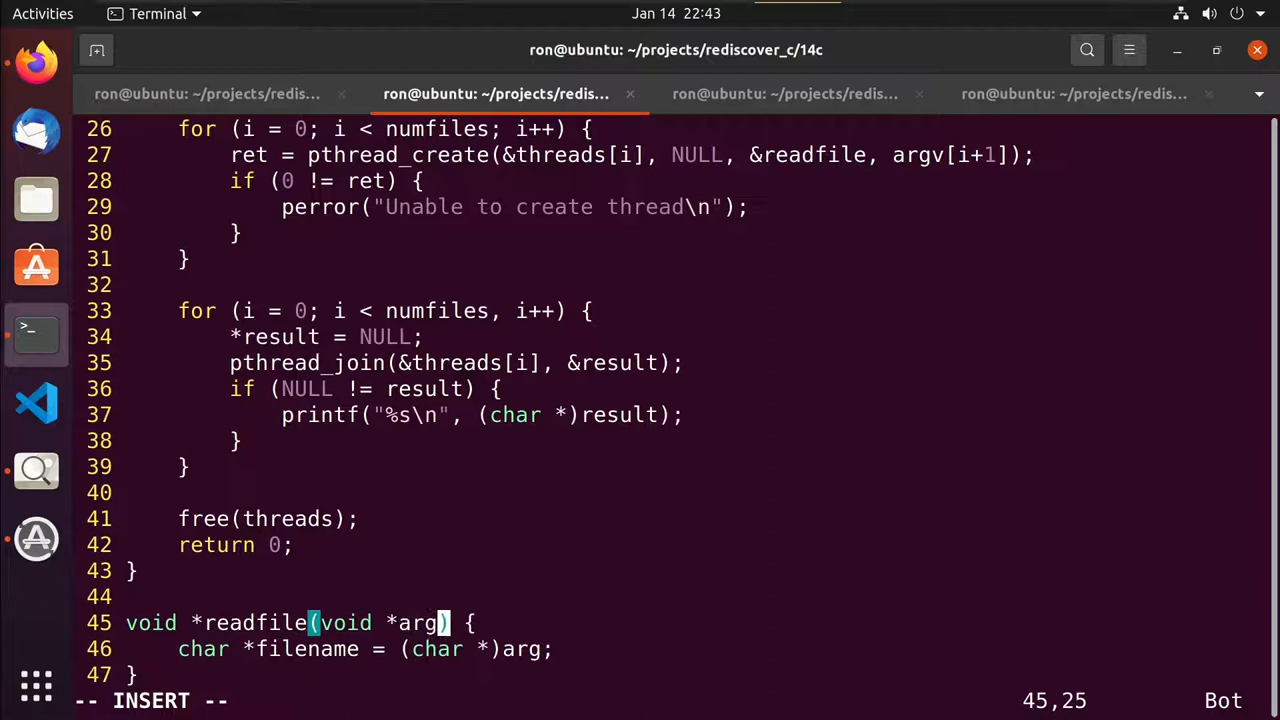 Activities
Terminal
Jan 14 22:43
ron@ubuntu: ~/projects/rediscover_c/14c
ron@ubuntu: ~/projects/redis...
ron@ubuntu: ~/projects/redis...
ron@ubuntu: ~/projects/redis...
ron@ubuntu: ~/projects/redis...
26     for (i = 0; i < numfiles; i++) {
27         ret = pthread_create(&threads[i], NULL, &readfile, argv[i+1]);
28         if (0 != ret) {
29             perror("Unable to create thread\n");
30         }
31     }
32
33     for (i = 0; i < numfiles, i++) {
34         *result = NULL;
35         pthread_join(&threads[i], &result);
36         if (NULL != result) {
37             printf("%s\n", (char *)result);
38         }
39     }
40
41     free(threads);
42     return 0;
43 }
44
45 void *readfile(void *arg) {
46     char *filename = (char *)arg;
47 }
-- INSERT -- 45,25 Bot